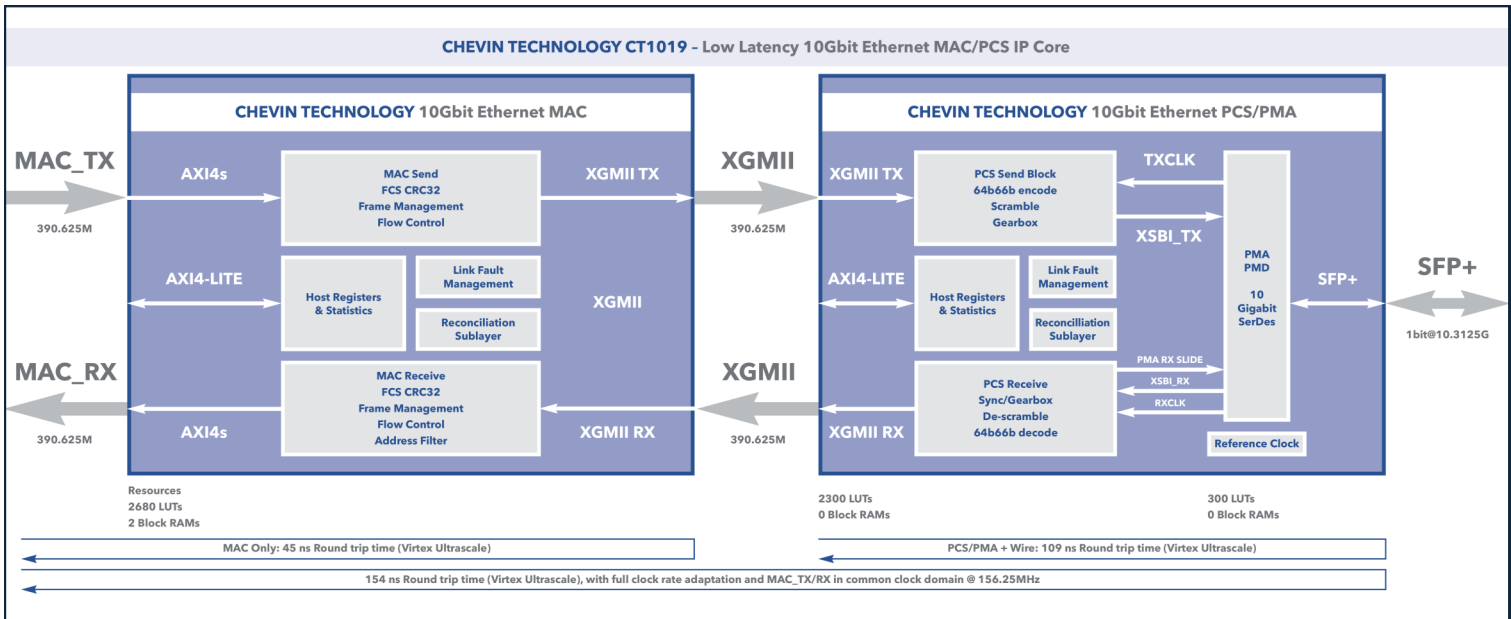 CHEVIN TECHNOLOGY CT1019 – Low Latency 10Gbit Ethernet MAC/PCS IP Core
CHEVIN TECHNOLOGY 10Gbit Ethernet MAC
MAC_TX
390.625M
AXI4s
MAC Send
FCS CRC32
Frame Management
Flow Control
XGMII TX
AXI4-LITE
Host Registers
& Statistics
Link Fault
Management
Reconciliation
Sublayer
XGMII
MAC_RX
390.625M
AXI4s
MAC Receive
FCS CRC32
Frame Management
Flow Control
Address Filter
XGMII RX
XGMII
390.625M
XGMII
390.625M
CHEVIN TECHNOLOGY 10Gbit Ethernet PCS/PMA
XGMII TX
PCS Send Block
64b66b encode
Scramble
Gearbox
TXCLK
XSBI_TX
AXI4-LITE
Host Registers
& Statistics
Link Fault
Management
Reconciliation
Sublayer
PMA
PMD
10
Gigabit
SerDes
SFP+
SFP+
1bit@10.3125G
XGMII RX
PCS Receive
Sync/Gearbox
De-scramble
64b66b decode
PMA RX SLIDE
XSBI_RX
RXCLK
Reference Clock
Resources
2680 LUTs
2 Block RAMs
2300 LUTs
0 Block RAMs
300 LUTs
0 Block RAMs
MAC Only: 45 ns Round trip time (Virtex Ultrascale)
PCS/PMA + Wire: 109 ns Round trip time (Virtex Ultrascale)
154 ns Round trip time (Virtex Ultrascale), with full clock rate adaptation and MAC_TX/RX in common clock domain @ 156.25MHz